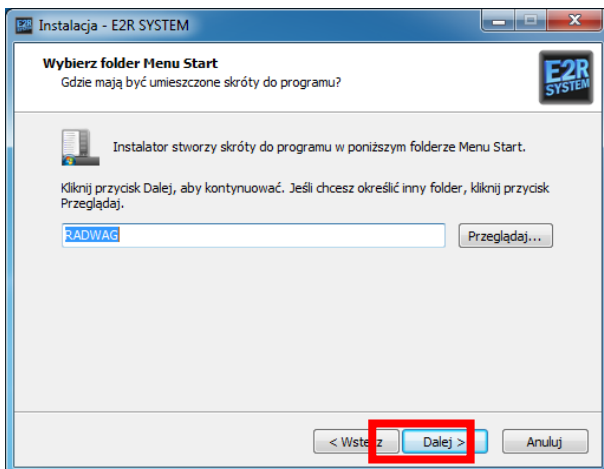 Instalacja - E2R SYSTEM
Wybierz folder Menu Start
Gdzie mają być umieszczone skróty do programu?
E2R
SYSTEM
Instalator stworzy skróty do programu w poniższym folderze Menu Start.
Kliknij przycisk Dalej, aby kontynuować. Jeśli chcesz określić inny folder, kliknij przycisk
Przeglądaj.
RADWAG
Przeglądaj...
< Wstecz Dalej > Anuluj